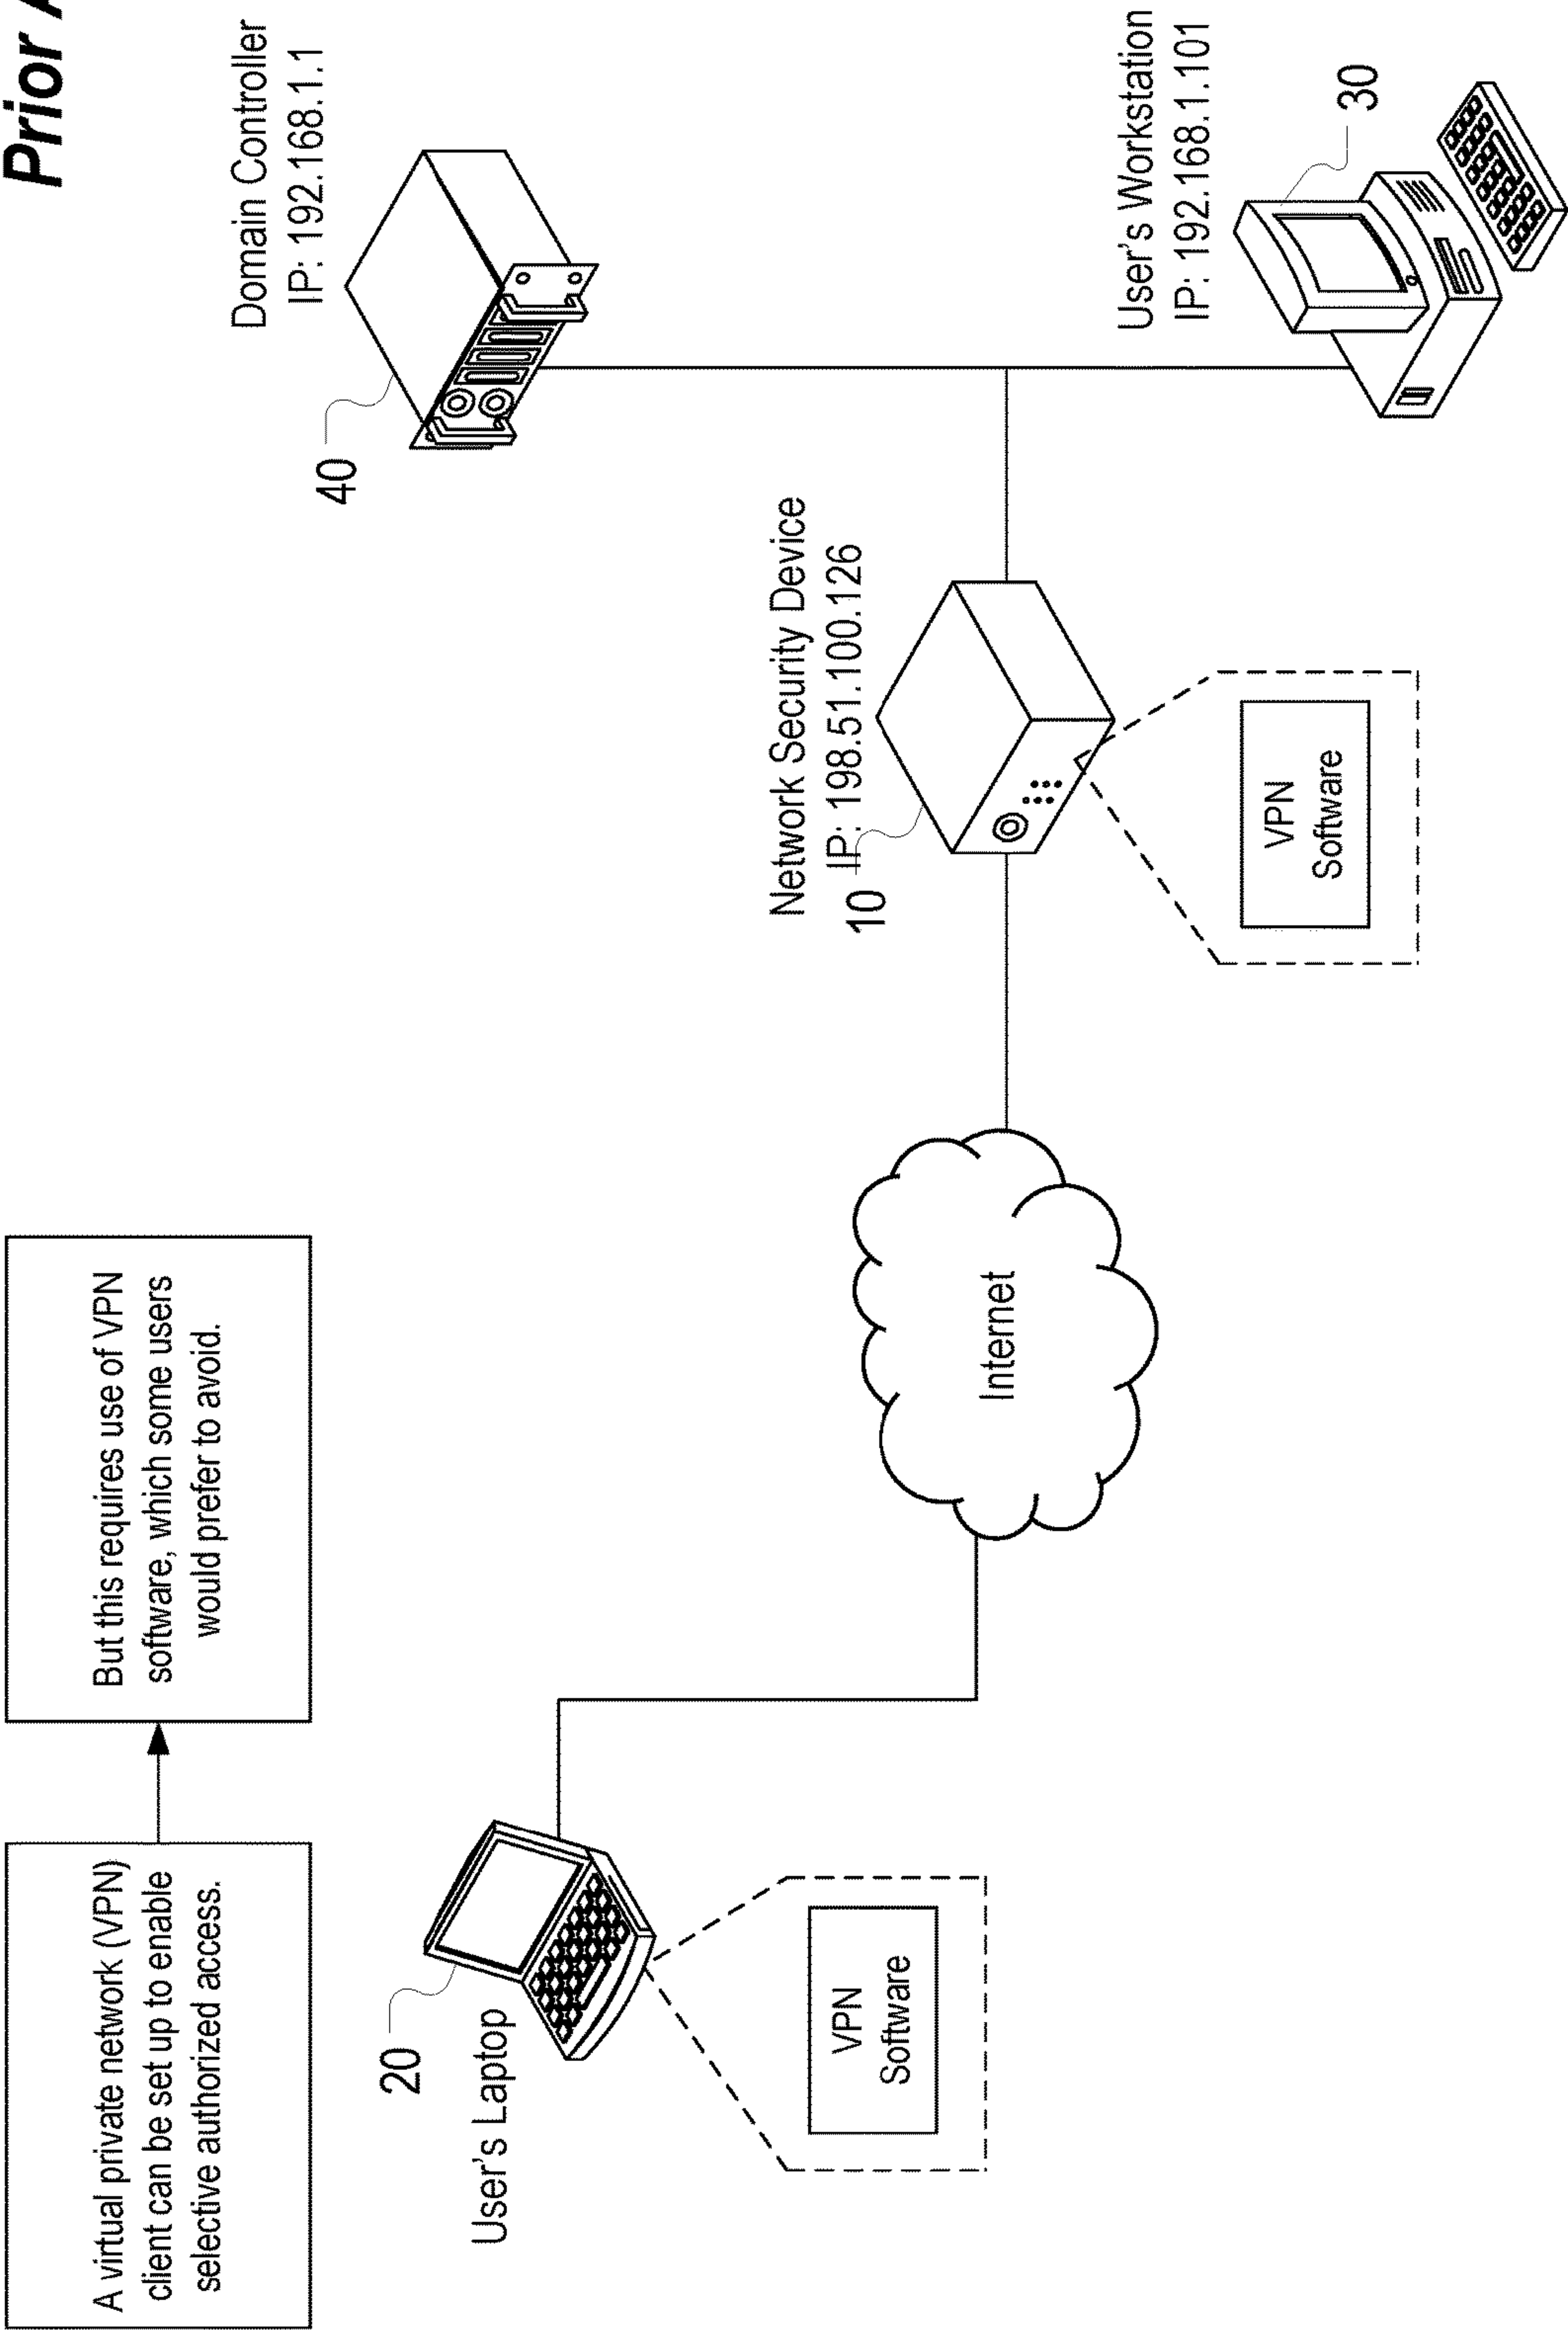 Prior A
A virtual private network (VPN)
client can be set up to enable
selective authorized access.
But this requires use of VPN
software, which some users
would prefer to avoid.
Domain Controller
IP: 192.168.1.1
40
20
User's Laptop
VPN
Software
Internet
Network Security Device
IP: 198.51.100.126
10
VPN
Software
User's Workstation
IP: 192.168.1.101
30